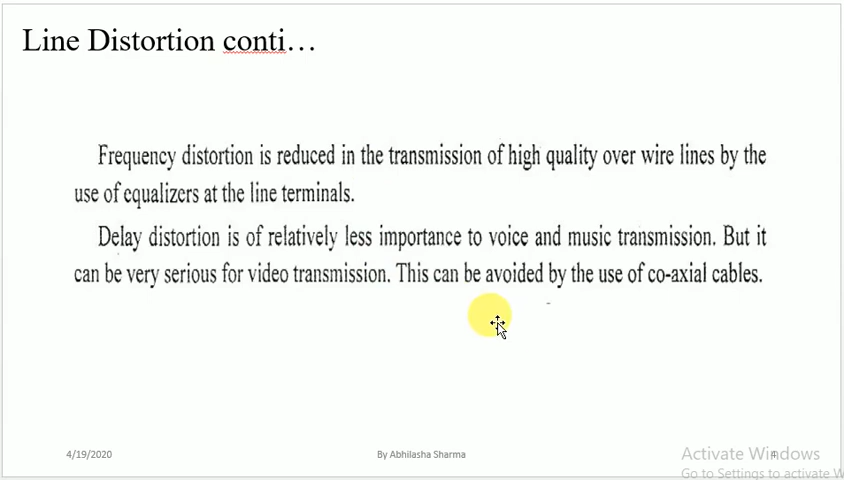 Line Distortion conti…
Frequency distortion is reduced in the transmission of high quality over wire lines by the
use of equalizers at the line terminals.
Delay distortion is of relatively less importance to voice and music transmission. But it
can be very serious for video transmission. This can be avoided by the use of co-axial cables.
4/19/2020
By Abhilasha Sharma
Activate Windows
Go to Settings to activate W